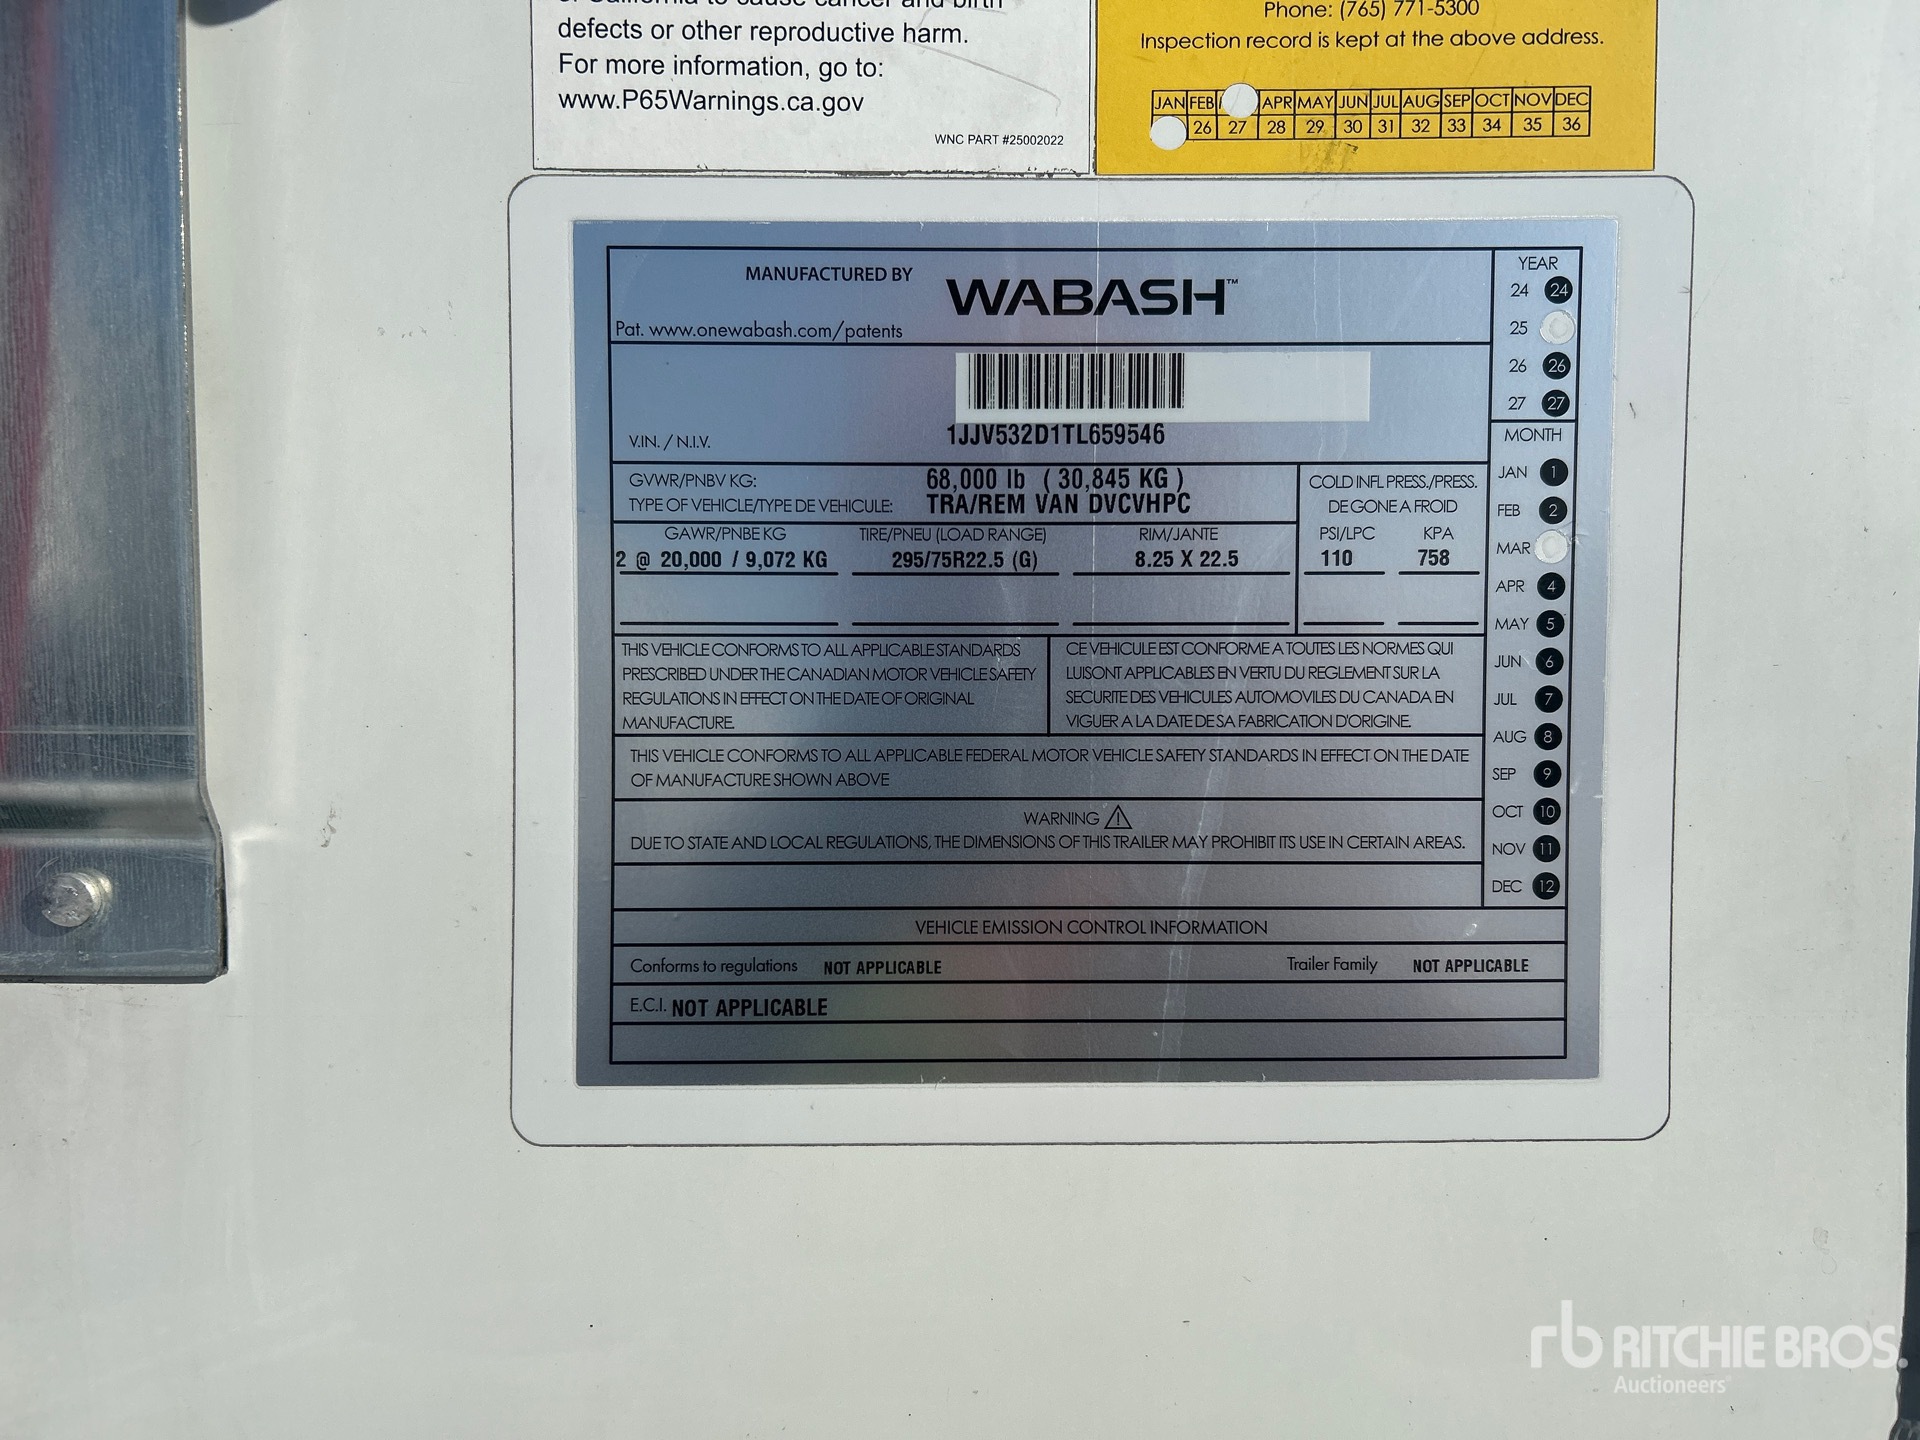 defects or other reproductive harm.
For more information, go to:
www.P65Warnings.ca.gov
WNC PART #25002022
Phone: (765) 771-5300
Inspection record is kept at the above address.
JAN FEB APR MAY JUN JUL AUG SEP OCT NOV DEC
26 27 28 29 30 31 32 33 34 35 36
MANUFACTURED BY WABASH™
Pat. www.onewabash.com/patents
V.IN. / N.I.V.
1JJV532D1TL659546
GVWR/PNBV KG: 68,000 lb ( 30,845 KG )
TYPE OF VEHICLE/TYPE DE VEHICULE: TRA/REM VAN DVCVHPC
COLD INFL PRESS./PRESS.
DE GONE A FROID
GAWR/PNBE KG TIRE/PNEU (LOAD RANGE) RIM/JANTE PSI/LPC KPA
2 @ 20,000 / 9,072 KG 295/75R22.5 (G) 8.25 X 22.5 110 758
THIS VEHICLE CONFORMS TO ALL APPLICABLE STANDARDS
PRESCRIBED UNDER THE CANADIAN MOTOR VEHICLE SAFETY
REGULATIONS IN EFFECT ON THE DATE OF ORIGINAL
MANUFACTURE.
CE VEHICULE EST CONFORME A TOUTES LES NORMES QUI
LUISONT APPLICABLES EN VERTU DU REGLEMENT SUR LA
SECURITE DES VEHICULES AUTOMOVILES DU CANADA EN
VIGUER A LA DATE DE SA FABRICATION D'ORIGINE.
THIS VEHICLE CONFORMS TO ALL APPLICABLE FEDERAL MOTOR VEHICLE SAFETY STANDARDS IN EFFECT ON THE DATE
OF MANUFACTURE SHOWN ABOVE
WARNING
DUE TO STATE AND LOCAL REGULATIONS, THE DIMENSIONS OF THIS TRAILER MAY PROHIBIT ITS USE IN CERTAIN AREAS.
VEHICLE EMISSION CONTROL INFORMATION
Conforms to regulations NOT APPLICABLE Trailer Family NOT APPLICABLE
E.C.I. NOT APPLICABLE
YEAR
24 24
25
26 26
27 27
MONTH
JAN 1
FEB 2
MAR
APR 4
MAY 5
JUN 6
JUL 7
AUG 8
SEP 9
OCT 10
NOV 11
DEC 12
rb RITCHIE BROS.
Auctioneers